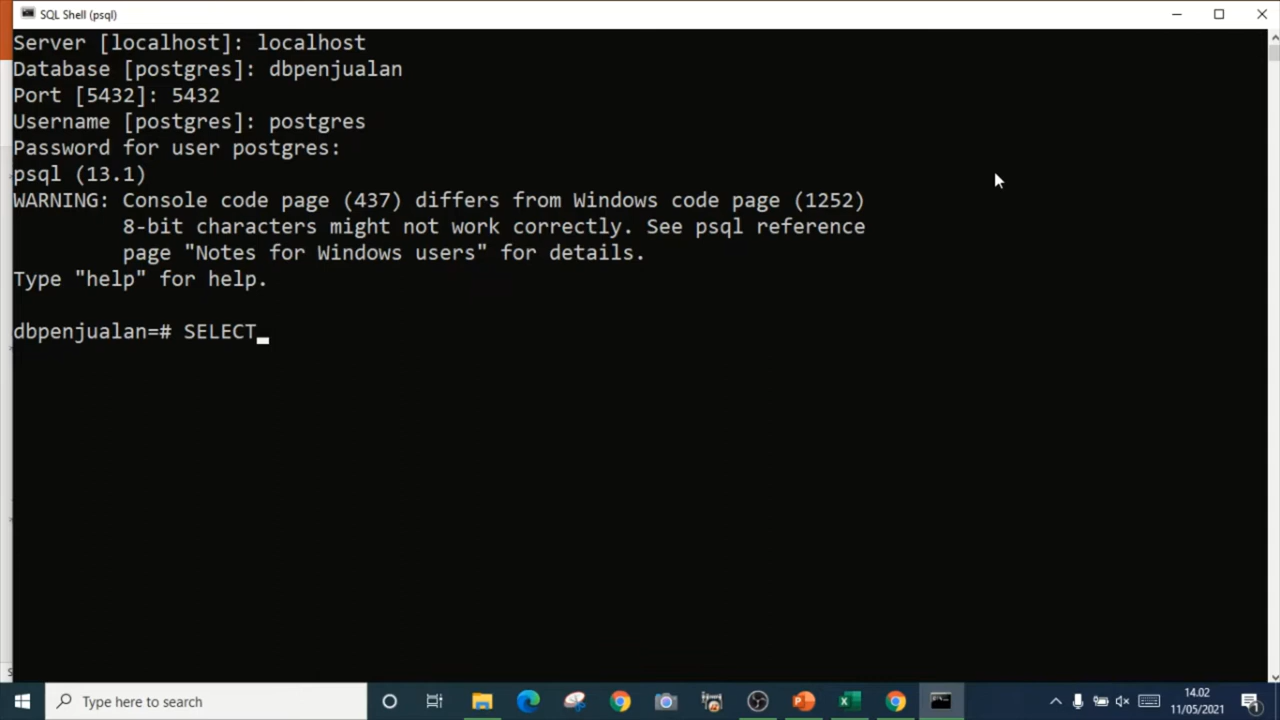 SQL Shell (psql)
Server [localhost]: localhost
Database [postgres]: dbpenjualan
Port [5432]: 5432
Username [postgres]: postgres
Password for user postgres:
psql (13.1)
WARNING: Console code page (437) differs from Windows code page (1252)
8-bit characters might not work correctly. See psql reference
page "Notes for Windows users" for details.
Type "help" for help.
dbpenjualan=# SELECT
Type here to search
14.02
11/05/2021
1